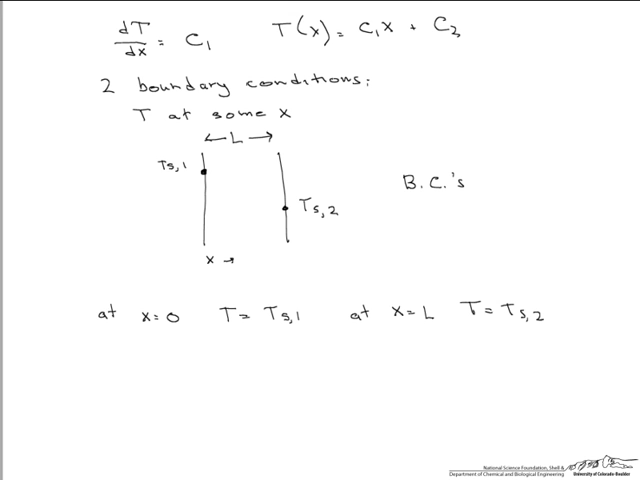 dT/dx = C1 T(x) = C1x + C2
2 boundary conditions:
T at some x
← L →
Ts,1
Ts,2
B.C.'s
x →
at x=0 T = Ts,1 at x=L T = Ts,2
National Science Foundation, Shell &
Department of Chemical and Biological Engineering
University of Colorado-Boulder